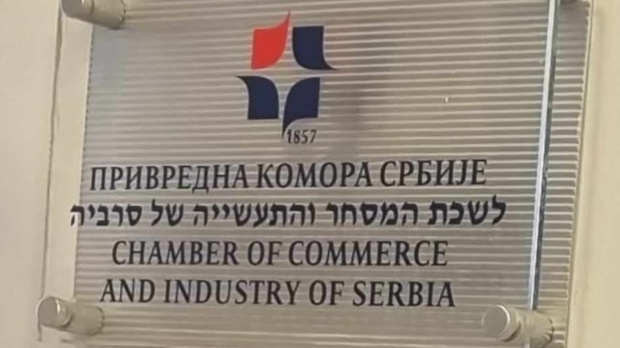 1857
ПРИВРЕДНА КОМОРА СРБИЈЕ
לשכת המסחר והתעשייה של סרביה
CHAMBER OF COMMERCE
AND INDUSTRY OF SERBIA